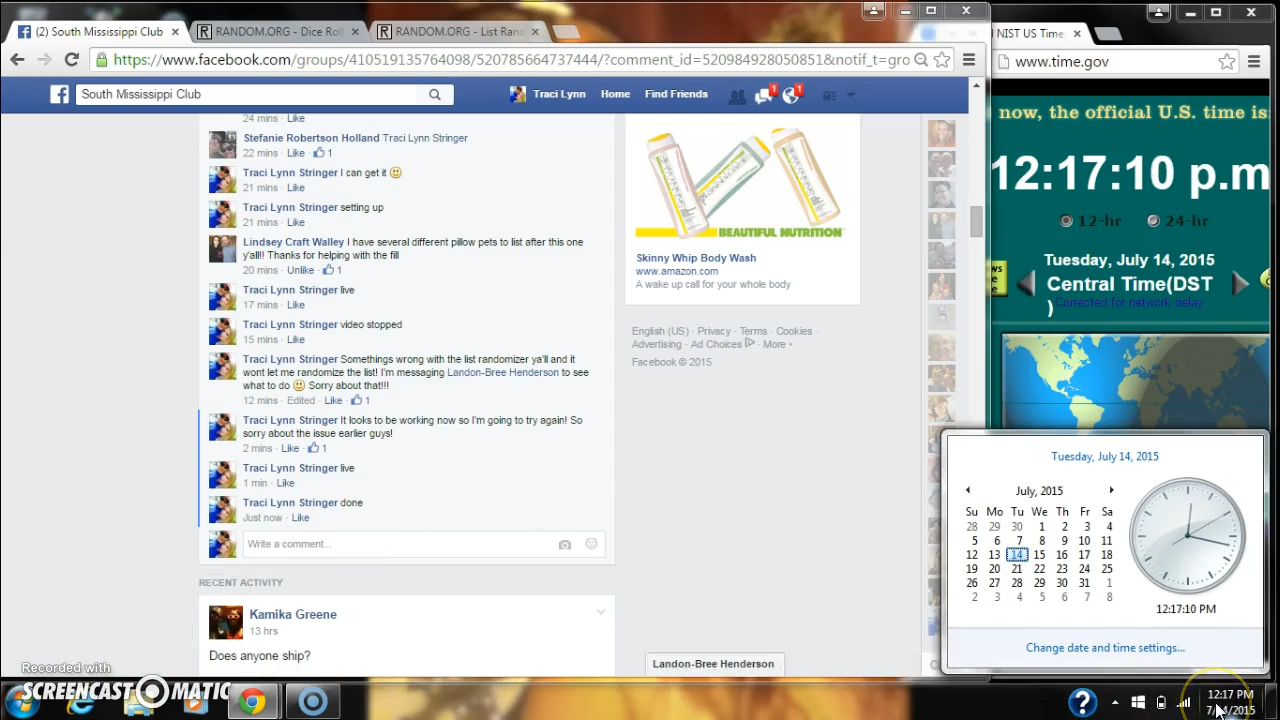 (2) South Mississippi Club
RANDOM.ORG - Dice Roll
RANDOM.ORG - List Ran
NIST US Time
https://www.facebook.com/groups/410519135764098/520785664737444/?comment_id=520984928050851&notif_t=gro
www.time.gov
South Mississippi Club
Traci Lynn
Home
Find Friends
1
1
24 mins · Like
Stefanie Robertson Holland Traci Lynn Stringer
22 mins · Like · 1
Traci Lynn Stringer I can get it
21 mins · Like
Traci Lynn Stringer setting up
21 mins · Like
Lindsey Craft Walley I have several different pillow pets to list after this one
y'all!! Thanks for helping with the fill
20 mins · Unlike · 1
Traci Lynn Stringer live
17 mins · Like
Traci Lynn Stringer video stopped
15 mins · Like
Traci Lynn Stringer Somethings wrong with the list randomizer ya'll and it
wont let me randomize the list! I'm messaging Landon-Bree Henderson to see
what to do Sorry about that!!!
12 mins · Edited · Like · 1
Traci Lynn Stringer It looks to be working now so I'm going to try again! So
sorry about the issue earlier guys!
2 mins · Like · 1
Traci Lynn Stringer live
1 min · Like
Traci Lynn Stringer done
Just now · Like
Write a comment...
RECENT ACTIVITY
Kamika Greene
13 hrs
Does anyone ship?
BEAUTIFUL NUTRITION
Skinny Whip Body Wash
www.amazon.com
A wake up call for your whole body
English (US) · Privacy · Terms · Cookies ·
Advertising · Ad Choices · More
Facebook © 2015
Landon-Bree Henderson
now, the official U.S. time is:
12:17:10 p.m
12-hr
24-hr
Tuesday, July 14, 2015
Central Time(DST
)
Corrected for network delay
Tuesday, July 14, 2015
July, 2015
Su Mo Tu We Th Fr Sa
28 29 30 1 2 3 4
5 6 7 8 9 10 11
12 13 14 15 16 17 18
19 20 21 22 23 24 25
26 27 28 29 30 31 1
2 3 4 5 6 7 8
12:17:10 PM
Change date and time settings...
Recorded with
SCREENCAST MATIC
12:17 PM